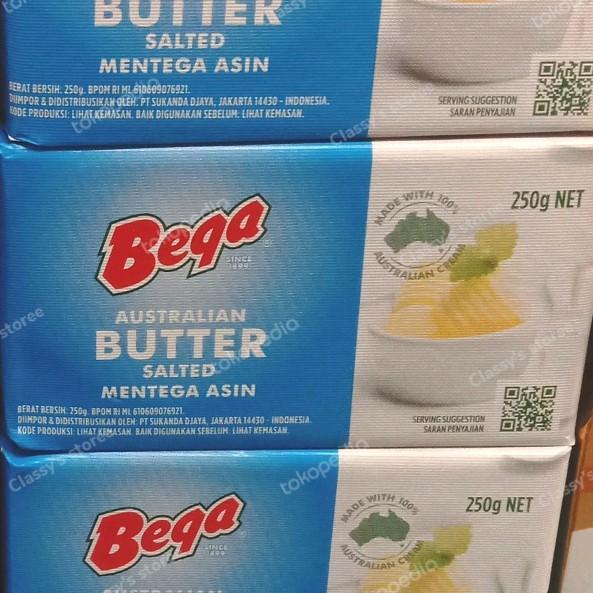 BUTTER
SALTED
MENTEGA ASIN
BERAT BERSIH: 250g. BPOM RI ML 610609076921.
DIIMPOR & DIDISTRIBUSIKAN OLEH: PT SUKANDA DJAYA, JAKARTA 14430 - INDONESIA.
KODE PRODUKSI: LIHAT KEMASAN. BAIK DIGUNAKAN SEBELUM: LIHAT KEMASAN.
SERVING SUGGESTION
SARAN PENYAJIAN
Bega
SINCE
1899
AUSTRALIAN
BUTTER
SALTED
MENTEGA ASIN
BERAT BERSIH: 250g. BPOM RI ML 610609076921.
DIIMPOR & DIDISTRIBUSIKAN OLEH: PT SUKANDA DJAYA, JAKARTA 14430 - INDONESIA.
KODE PRODUKSI: LIHAT KEMASAN. BAIK DIGUNAKAN SEBELUM: LIHAT KEMASAN.
MADE WITH 100%
AUSTRALIAN CREAM
250g NET
SERVING SUGGESTION
SARAN PENYAJIAN
Bega
SINCE
1899
MADE WITH 100%
AUSTRALIAN CREAM
250g NET
tokopedia
Classy's storee